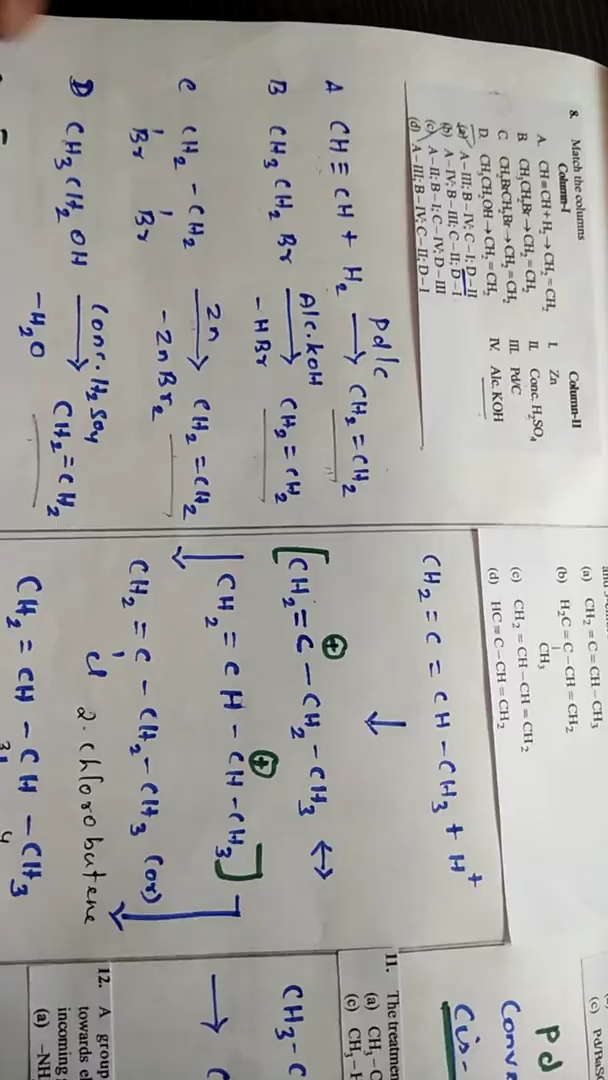 8. Match the columns
Column-I Column-II
A. CH≡CH + H₂ → CH₂ = CH₂ I. Zn
B. CH₃CH₂Br → CH₂ = CH₂ II. Conc. H₂SO₄
C. CH₂BrCH₂Br → CH₂ = CH₂ III. Pd/C
D. CH₃CH₂OH → CH₂ = CH₂ IV. Alc.KOH
(a) A – III; B – IV; C – I; D – II
(b) A – IV; B – III; C – II; D – I
(c) A – II; B – I; C – IV; D – III
(d) A – III; B – IV; C – II; D – I
A CH ≡ CH + H₂ Pd/c → CH₂ = CH₂
B CH₃ CH₂ Br Alc. KOH → CH₂ = CH₂
- HBr
C CH₂ - CH₂ Zn → CH₂ = CH₂
Br Br - ZnBr₂
D CH₃ CH₂ OH Conc. H₂SO₄ → CH₂ = CH₂
- H₂O
(a) CH₂ = C = CH – CH₃
CH₃
(b) H₂C = C – CH = CH₂
(c) CH₂ = CH – CH = CH₂
(d) HC ≡ C – CH = CH₂
CH₂ = C = CH - CH₃ + H⁺
↓
[CH₂ = C - CH₂ - CH₃ ↔
⊕
CH₂ = CH - CH - CH₃]
⊕
CH₂ = C - CH₂ - CH₃ (or)
Cl 2. chlorobutene
CH₂ = CH - CH - CH₃
3 4
(c) Pd/BaS
Pd
Conve
Cis-
11. The treatmen
(a) CH₃ – C
(c) CH₃ –
CH₃ - C
→
12. A group
towards el
incoming
(a) –NH